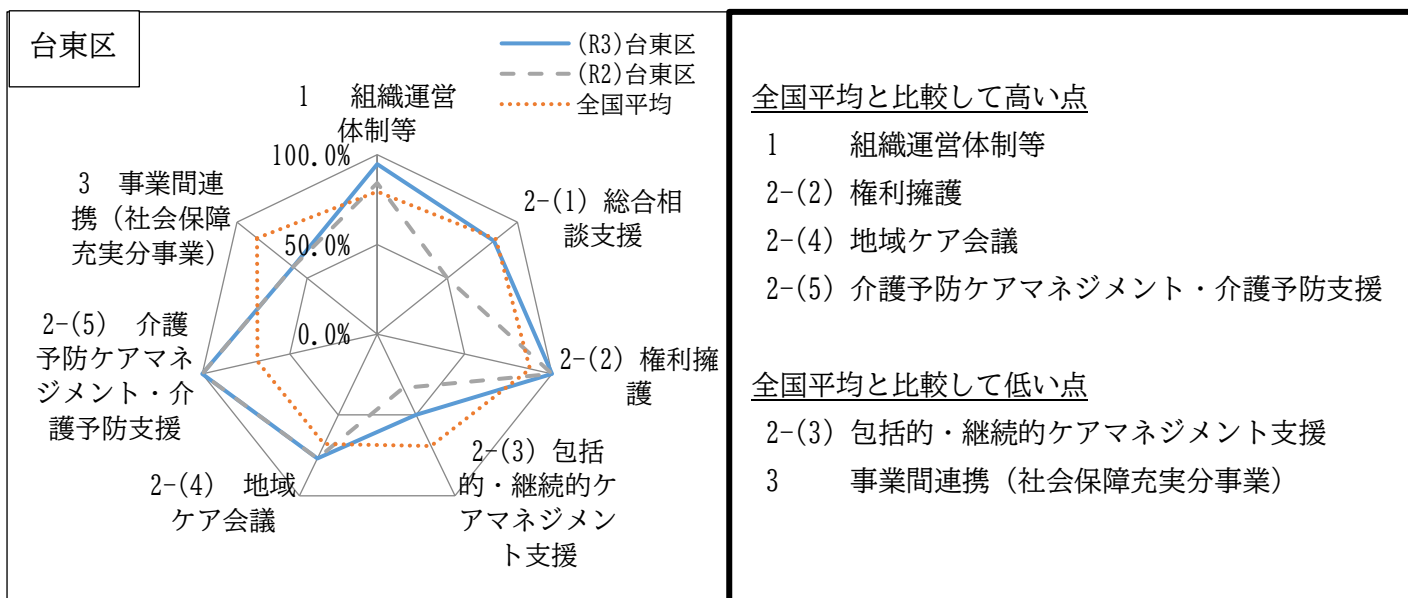 台東区
(R3)台東区
(R2)台東区
全国平均
1 組織運営
体制等
2-(1) 総合相
談支援
2-(2) 権利擁
護
2-(3) 包括
的・継続的ケ
アマネジメン
ト支援
2-(4) 地域
ケア会議
2-(5) 介護
予防ケアマネ
ジメント・介
護予防支援
3 事業間連
携（社会保障
充実分事業）
100.0%
50.0%
0.0%
全国平均と比較して高い点
1 組織運営体制等
2-(2) 権利擁護
2-(4) 地域ケア会議
2-(5) 介護予防ケアマネジメント・介護予防支援
全国平均と比較して低い点
2-(3) 包括的・継続的ケアマネジメント支援
3 事業間連携（社会保障充実分事業）